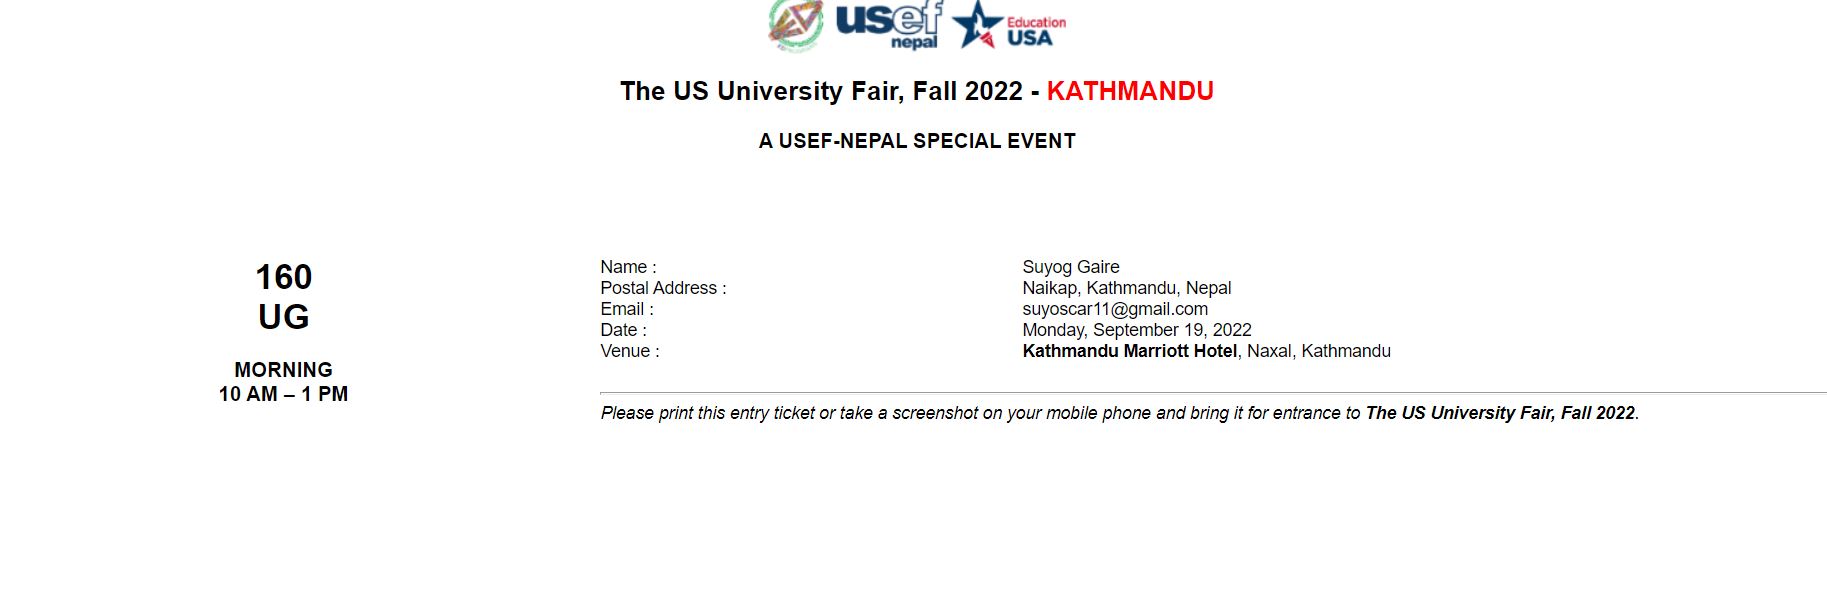 usef
nepal
Education
USA
The US University Fair, Fall 2022 - KATHMANDU
A USEF-NEPAL SPECIAL EVENT
160
UG
MORNING
10 AM – 1 PM
Name : Suyog Gaire
Postal Address : Naikap, Kathmandu, Nepal
Email : suyoscar11@gmail.com
Date : Monday, September 19, 2022
Venue : Kathmandu Marriott Hotel, Naxal, Kathmandu
Please print this entry ticket or take a screenshot on your mobile phone and bring it for entrance to The US University Fair, Fall 2022.